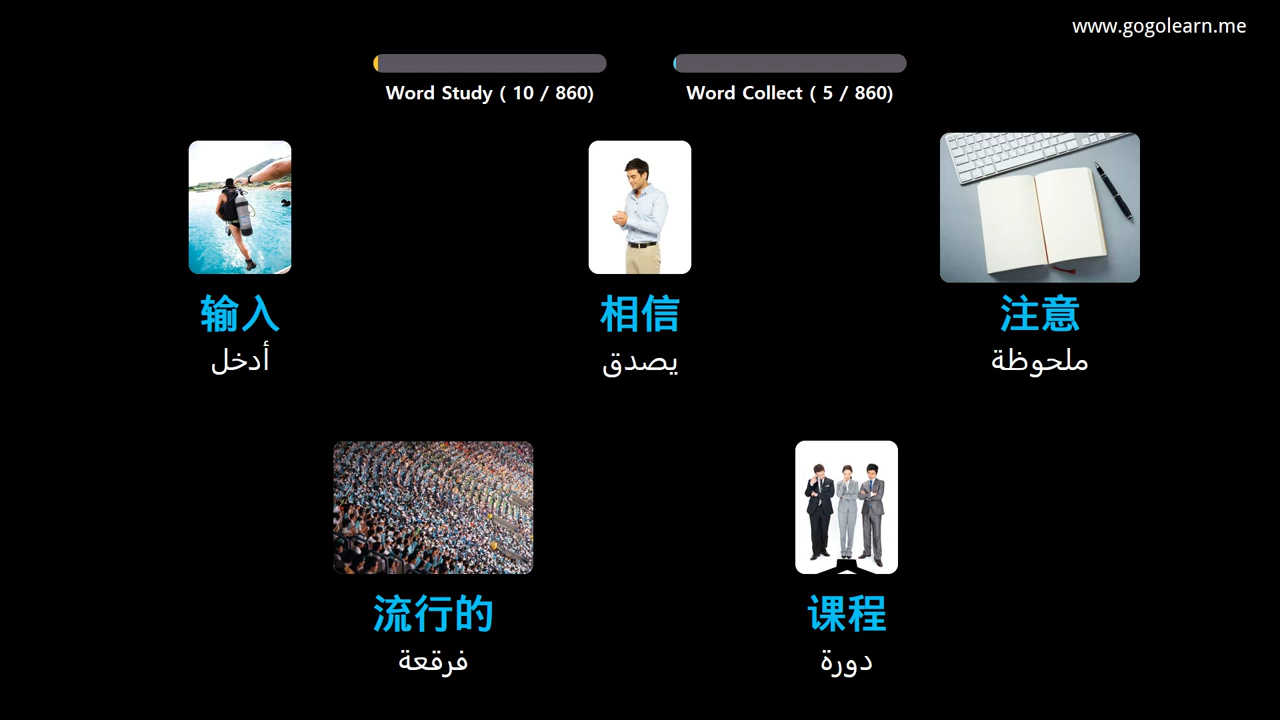 www.gogolearn.me
Word Study ( 10 / 860)
Word Collect ( 5 / 860)
输入
أدخل
相信
يصدق
注意
ملحوظة
流行的
فرقعة
课程
دورة